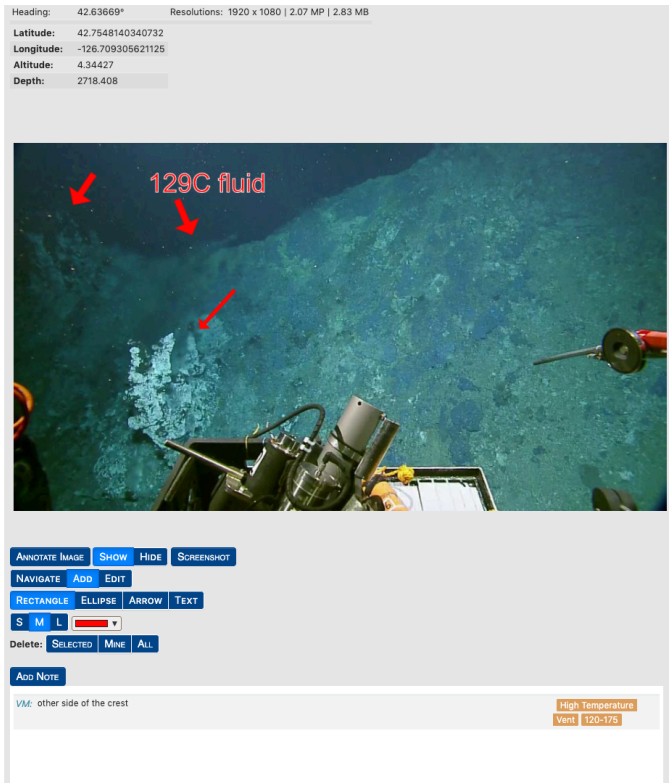 Heading: 42.63669° Resolutions: 1920 x 1080 | 2.07 MP | 2.83 MB
Latitude: 42.7548140340732
Longitude: -126.709305621125
Altitude: 4.34427
Depth: 2718.408
129C fluid
ANNOTATE IMAGE SHOW HIDE SCREENSHOT
NAVIGATE ADD EDIT
RECTANGLE ELLIPSE ARROW TEXT
S M L
Delete: SELECTED MINE ALL
ADD NOTE
VM: other side of the crest High Temperature
Vent 120-175